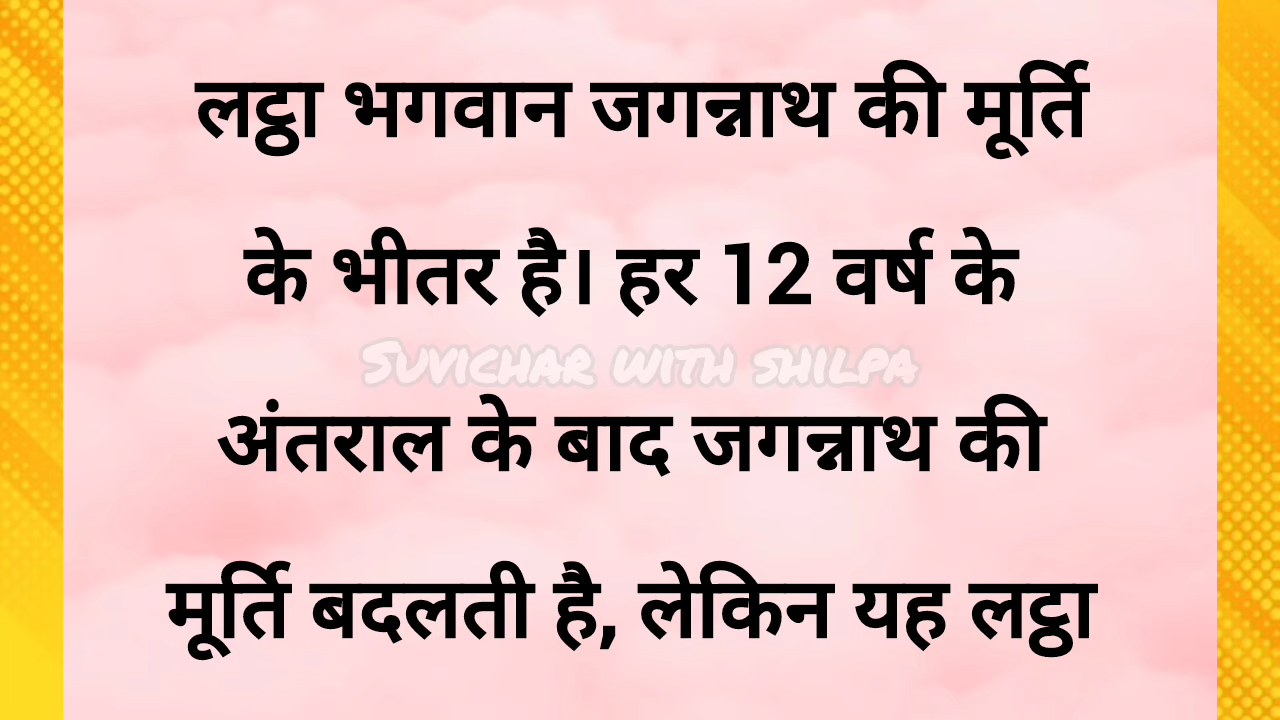 लट्ठा भगवान जगन्नाथ की मूर्ति
के भीतर है। हर 12 वर्ष के
SUVICHAR WITH SHILPA
अंतराल के बाद जगन्नाथ की
मूर्ति बदलती है, लेकिन यह लट्ठा